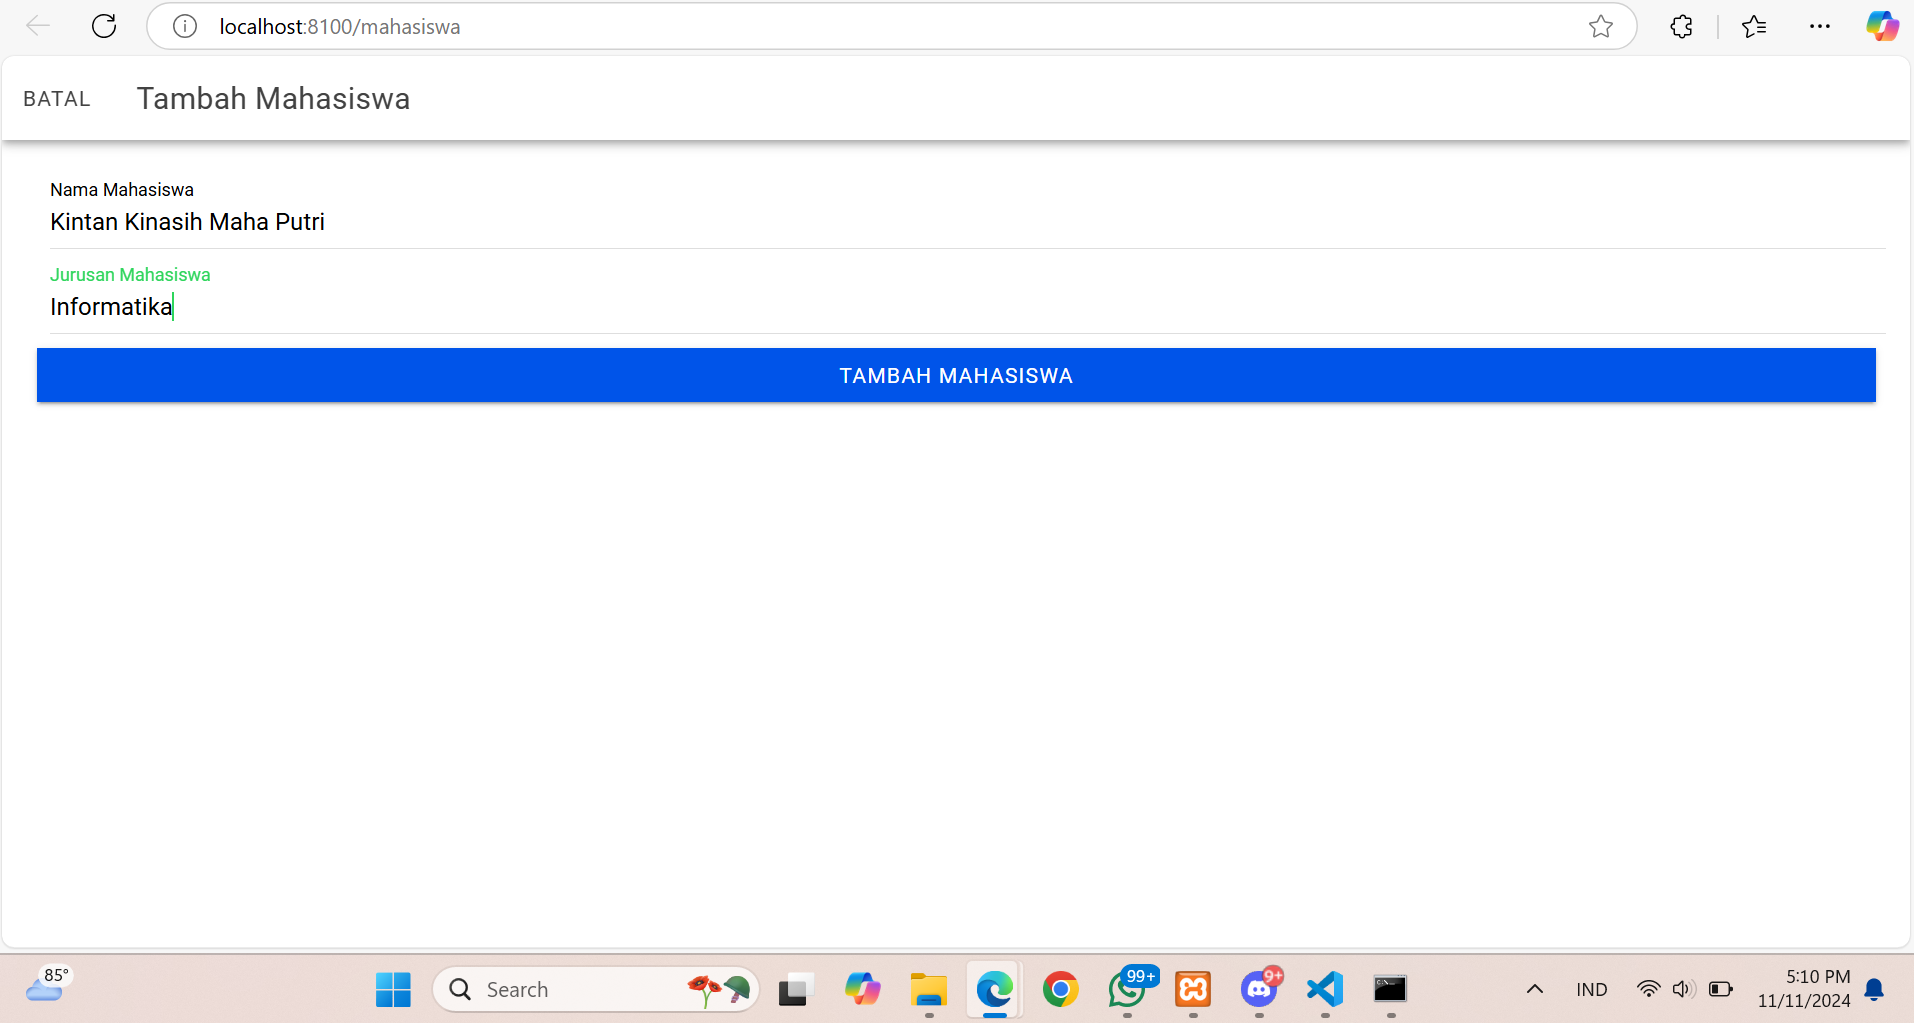 localhost:8100/mahasiswa
BATAL Tambah Mahasiswa
Nama Mahasiswa
Kintan Kinasih Maha Putri
Jurusan Mahasiswa
Informatika
TAMBAH MAHASISWA
85°
Search
99+
9+
IND
5:10 PM
11/11/2024